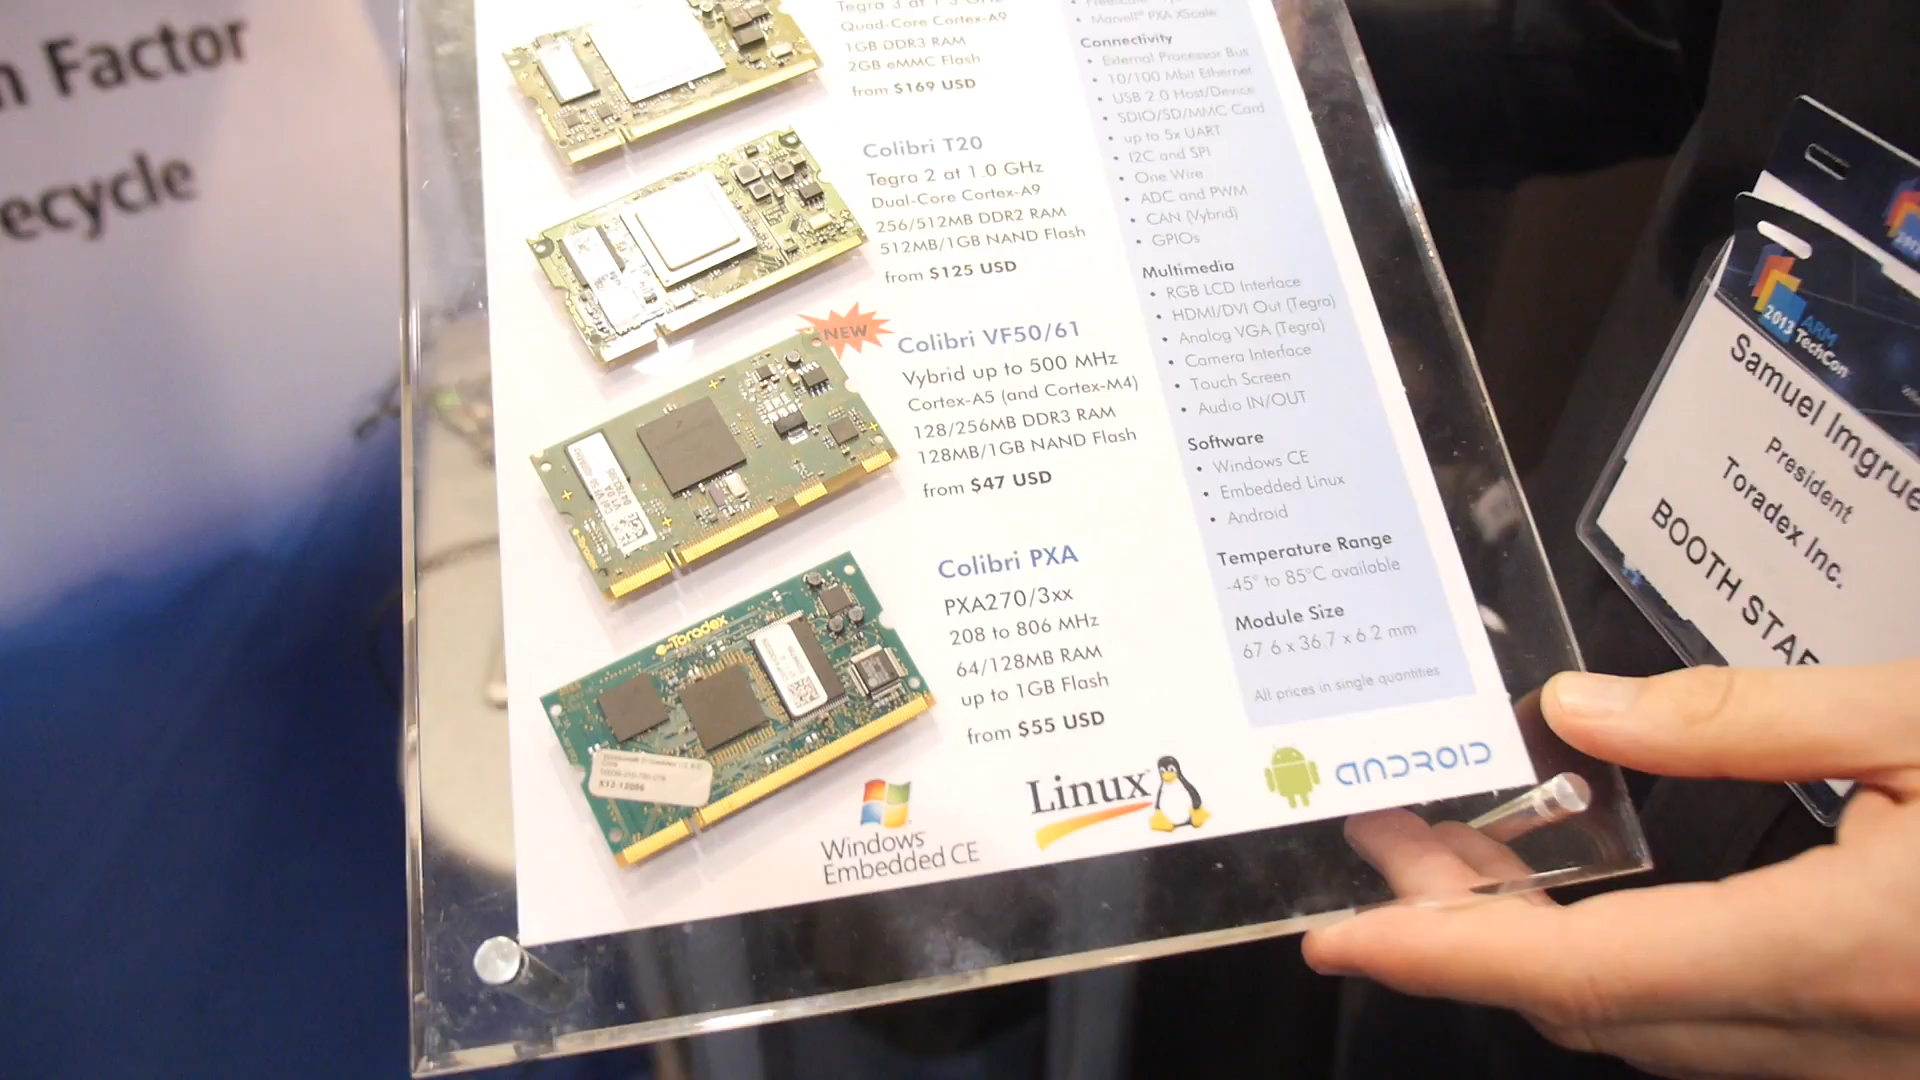 n Factor
ecycle
Quad-Core Cortex-A9
1GB DDR3 RAM
2GB eMMC Flash
from $169 USD
Colibri T20
Tegra 2 at 1.0 GHz
Dual-Core Cortex-A9
256/512MB DDR2 RAM
512MB/1GB NAND Flash
from $125 USD
NEW
Colibri VF50/61
Vybrid up to 500 MHz
Cortex-A5 (and Cortex-M4)
128/256MB DDR3 RAM
128MB/1GB NAND Flash
from $47 USD
Colibri PXA
PXA270/3xx
208 to 806 MHz
64/128MB RAM
up to 1GB Flash
from $55 USD
Toradex
Windows
Embedded CE
Linux
ANDROID
• Marvell® PXA XScale
Connectivity
• External Processor Bus
• 10/100 Mbit Ethernet
• USB 2.0 Host/Device
• SDIO/SD/MMC Card
• up to 5x UART
• I2C and SPI
• One Wire
• ADC and PWM
• CAN (Vybrid)
• GPIOs
Multimedia
• RGB LCD Interface
• HDMI/DVI Out (Tegra)
• Analog VGA (Tegra)
• Camera Interface
• Touch Screen
• Audio IN/OUT
Software
• Windows CE
• Embedded Linux
• Android
Temperature Range
-45° to 85°C available
Module Size
67.6 x 36.7 x 6.2 mm
All prices in single quantities
2013 ARM
TechCon
Samuel Imgrue
President
Toradex Inc.
BOOTH STAF